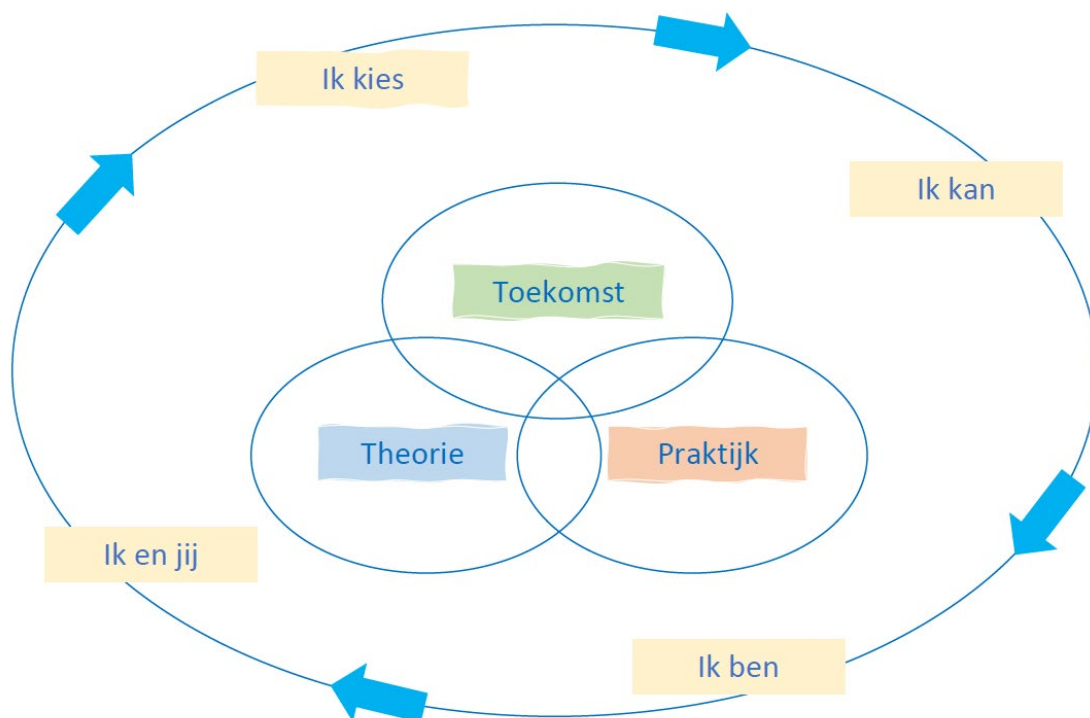 Ik kies
Ik kan
Toekomst
Theorie
Praktijk
Ik en jij
Ik ben